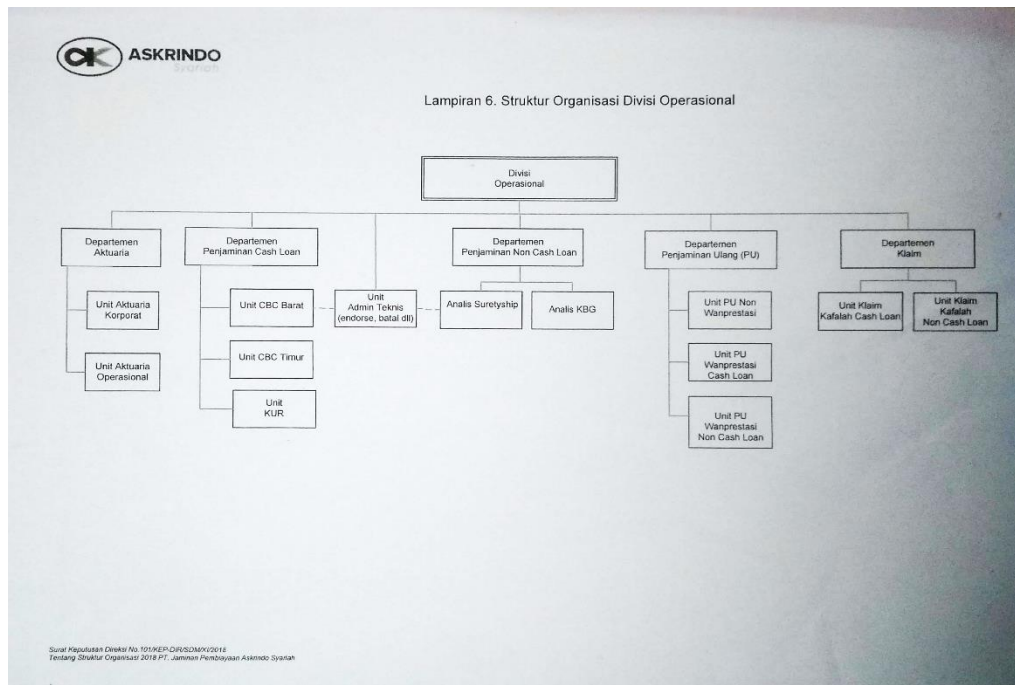 ASKRINDO
Syariah
Lampiran 6. Struktur Organisasi Divisi Operasional
Divisi
Operasional
Departemen
Aktuaria
Departemen
Penjaminan Cash Loan
Departemen
Penjaminan Non Cash Loan
Departemen
Penjaminan Ulang (PU)
Departemen
Klaim
Unit Aktuaria
Korporat
Unit CBC Barat
Unit
Admin Teknis
(endorse, batal dll)
Analis Suretyship
Analis KBG
Unit PU Non
Wanprestasi
Unit Klaim
Kafalah Cash Loan
Unit Klaim
Kafalah
Non Cash Loan
Unit Aktuaria
Operasional
Unit CBC Timur
Unit PU
Wanprestasi
Cash Loan
Unit
KUR
Unit PU
Wanprestasi
Non Cash Loan
Surat Keputusan Direksi No.101/KEP-DIR/SDM/XI/2018
Tentang Struktur Organisasi 2018 PT. Jaminan Pembiayaan Askrindo Syariah